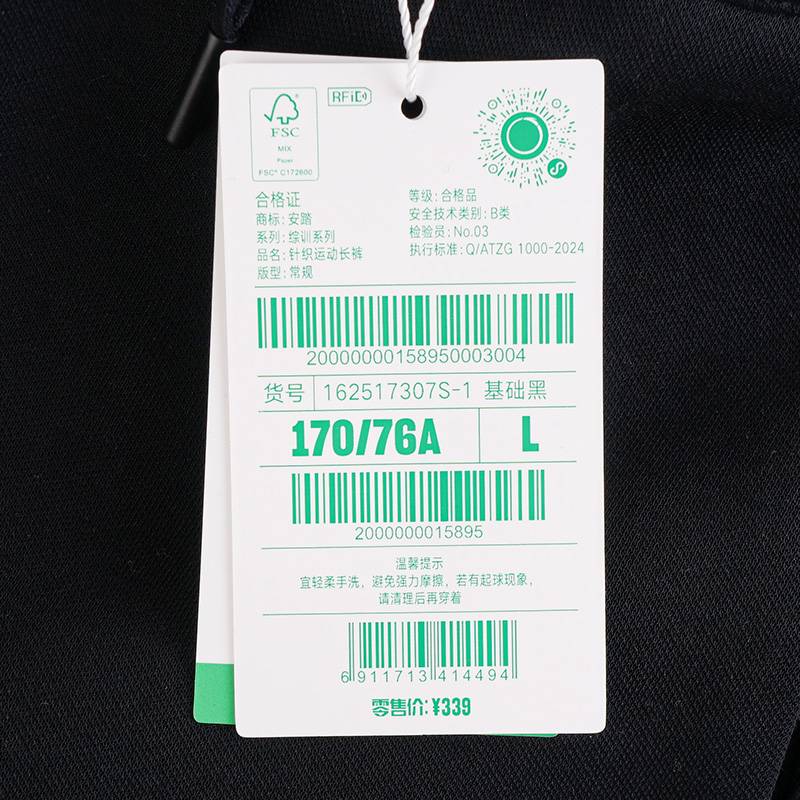 FSC
MIX
Paper
FSC® C172600
RFiD
合格证
商标: 安踏
系列: 综训系列
品名: 针织运动长裤
版型: 常规
等级: 合格品
安全技术类别: B类
检验员: No.03
执行标准: Q/ATZG 1000-2024
20000000158950003004
货号 162517307S-1 基础黑
170/76A L
2000000015895
温馨提示
宜轻柔手洗，避免强力摩擦，若有起球现象，
请清理后再穿着
6 911713 414494
零售价: ¥339